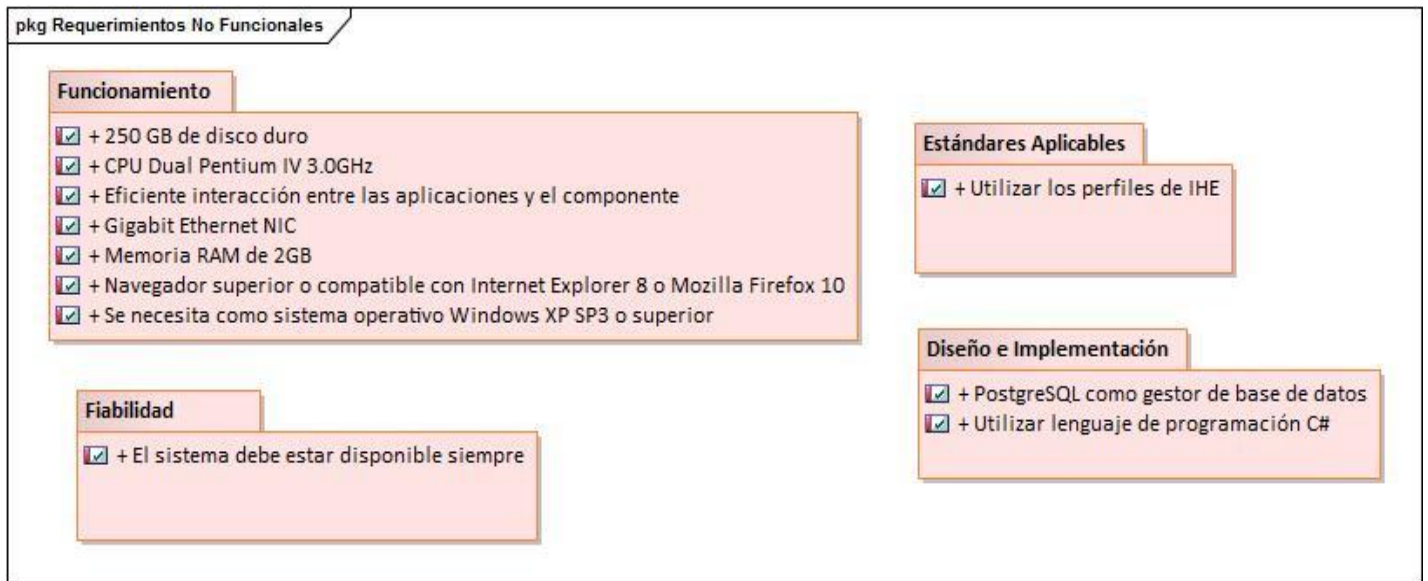 pkg Requerimientos No Funcionales
Funcionamiento
+ 250 GB de disco duro
+ CPU Dual Pentium IV 3.0GHz
+ Eficiente interacción entre las aplicaciones y el componente
+ Gigabit Ethernet NIC
+ Memoria RAM de 2GB
+ Navegador superior o compatible con Internet Explorer 8 o Mozilla Firefox 10
+ Se necesita como sistema operativo Windows XP SP3 o superior
Estándares Aplicables
+ Utilizar los perfiles de IHE
Fiabilidad
+ El sistema debe estar disponible siempre
Diseño e Implementación
+ PostgreSQL como gestor de base de datos
+ Utilizar lenguaje de programación C#